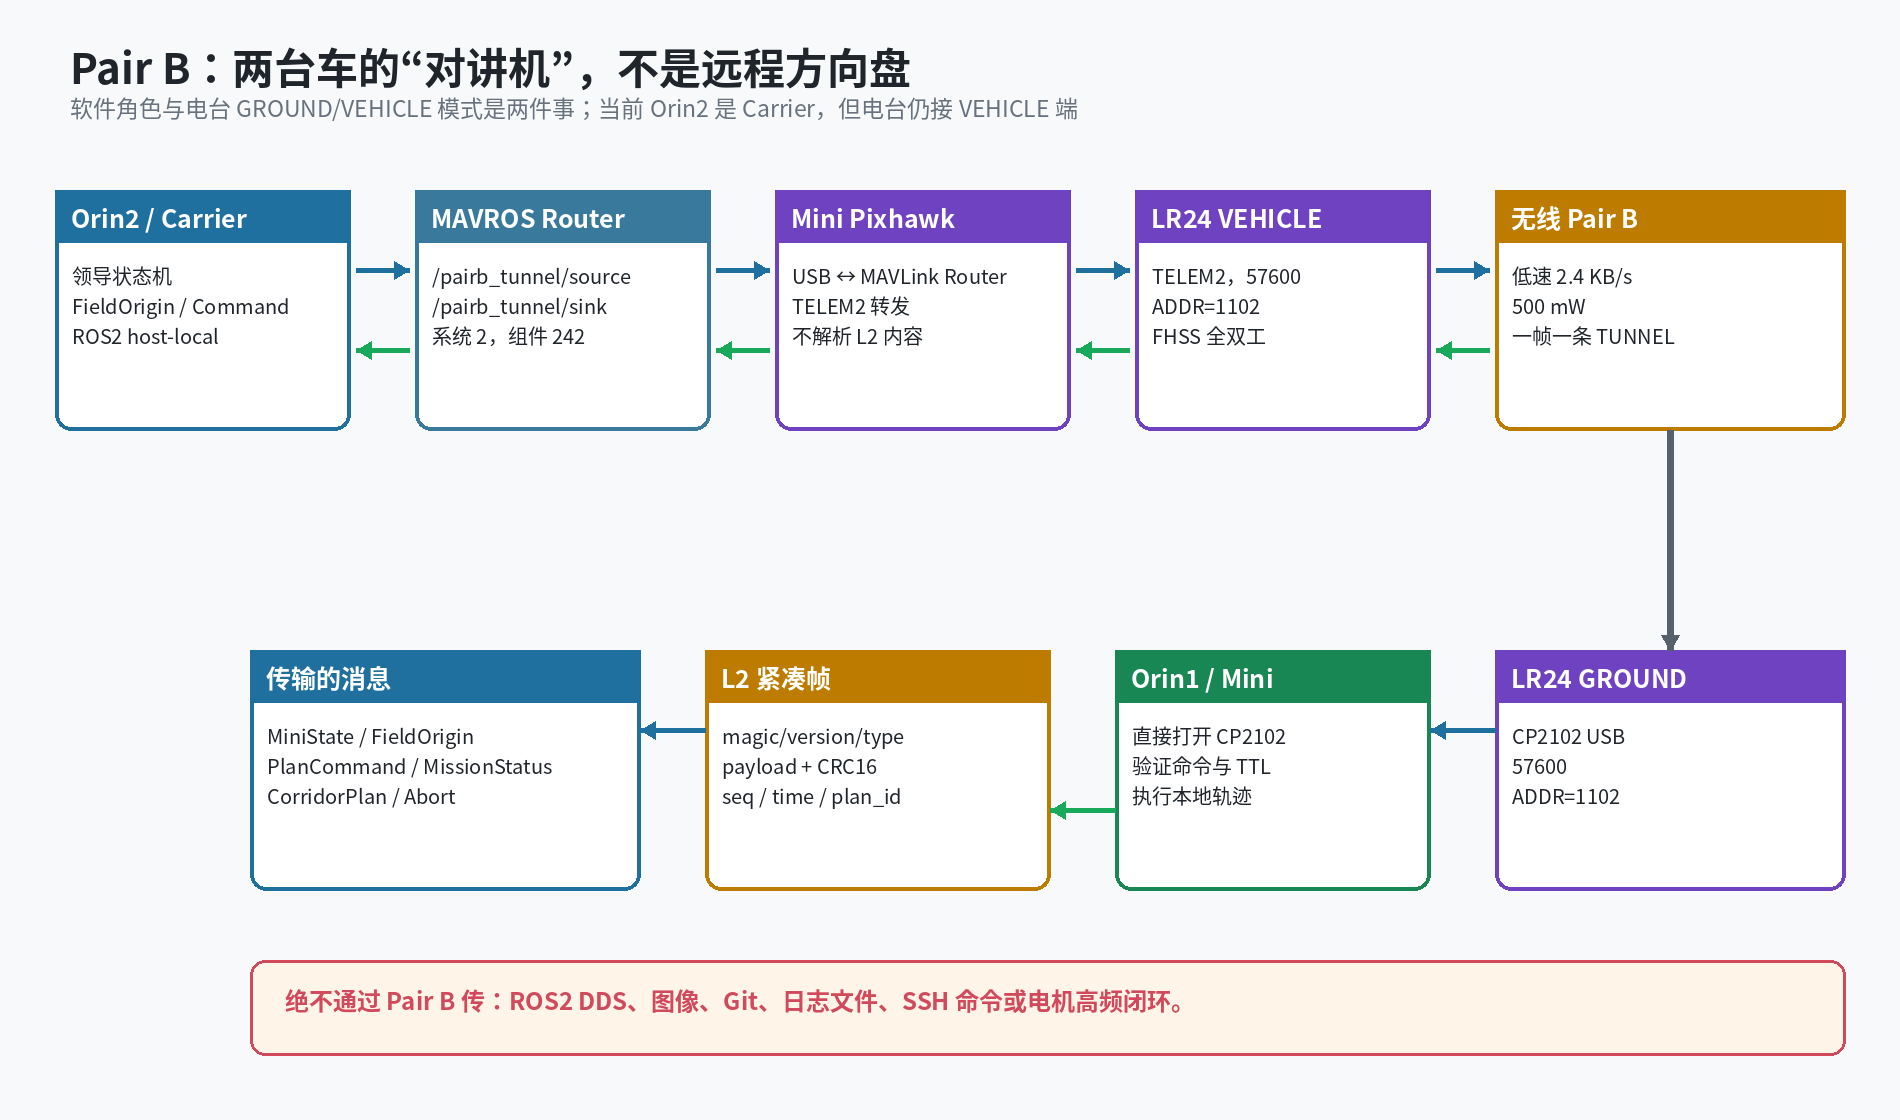 Pair B：两台车的“对讲机”，不是远程方向盘
软件角色与电台 GROUND/VEHICLE 模式是两件事；当前 Orin2 是 Carrier，但电台仍接 VEHICLE 端
Orin2 / Carrier
领导状态机
FieldOrigin / Command
ROS2 host-local
MAVROS Router
/pairb_tunnel/source
/pairb_tunnel/sink
系统 2，组件 242
Mini Pixhawk
USB ↔ MAVLink Router
TELEM2 转发
不解析 L2 内容
LR24 VEHICLE
TELEM2，57600
ADDR=1102
FHSS 全双工
无线 Pair B
低速 2.4 KB/s
500 mW
一帧一条 TUNNEL
传输的消息
MiniState / FieldOrigin
PlanCommand / MissionStatus
CorridorPlan / Abort
L2 紧凑帧
magic/version/type
payload + CRC16
seq / time / plan_id
Orin1 / Mini
直接打开 CP2102
验证命令与 TTL
执行本地轨迹
LR24 GROUND
CP2102 USB
57600
ADDR=1102
绝不通过 Pair B 传：ROS2 DDS、图像、Git、日志文件、SSH 命令或电机高频闭环。